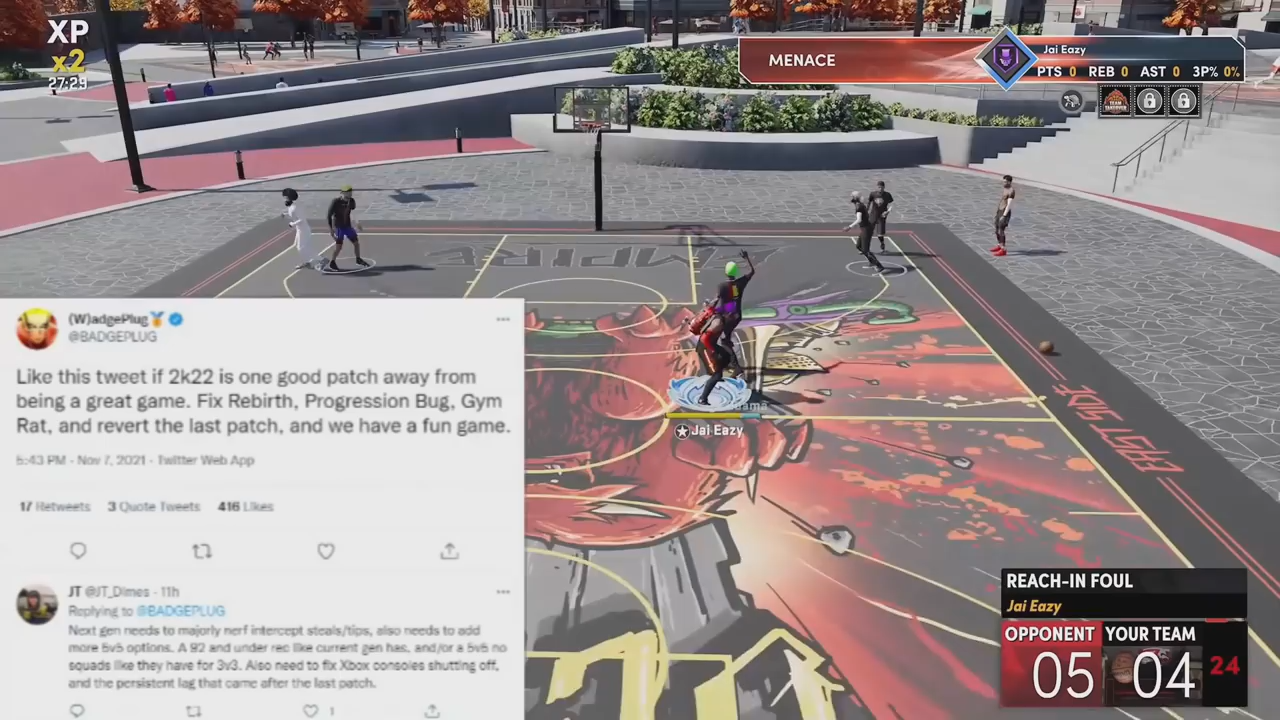 XP
x2
27:29
MENACE
Jai Eazy
PTS 0 REB 0 AST 0 3P% 0%
TEAM TAKEOVER
EMPIRE
EAST SIDE
Jai Eazy
(W)adgePlug
@BADGEPLUG
Like this tweet if 2k22 is one good patch away from
being a great game. Fix Rebirth, Progression Bug, Gym
Rat, and revert the last patch, and we have a fun game.
5:43 PM · Nov 7, 2021 · Twitter Web App
17 Retweets 3 Quote Tweets 416 Likes
JT @JT_Dimes · 11h
Replying to @BADGEPLUG
Next gen needs to majorly nerf intercept steals/tips, also needs to add
more 5v5 options. A 92 and under rec like current gen has, and/or a 5v5 no
squads like they have for 3v3. Also need to fix Xbox consoles shutting off,
and the persistent lag that came after the last patch.
1
REACH-IN FOUL
Jai Eazy
OPPONENT YOUR TEAM
05 04 24